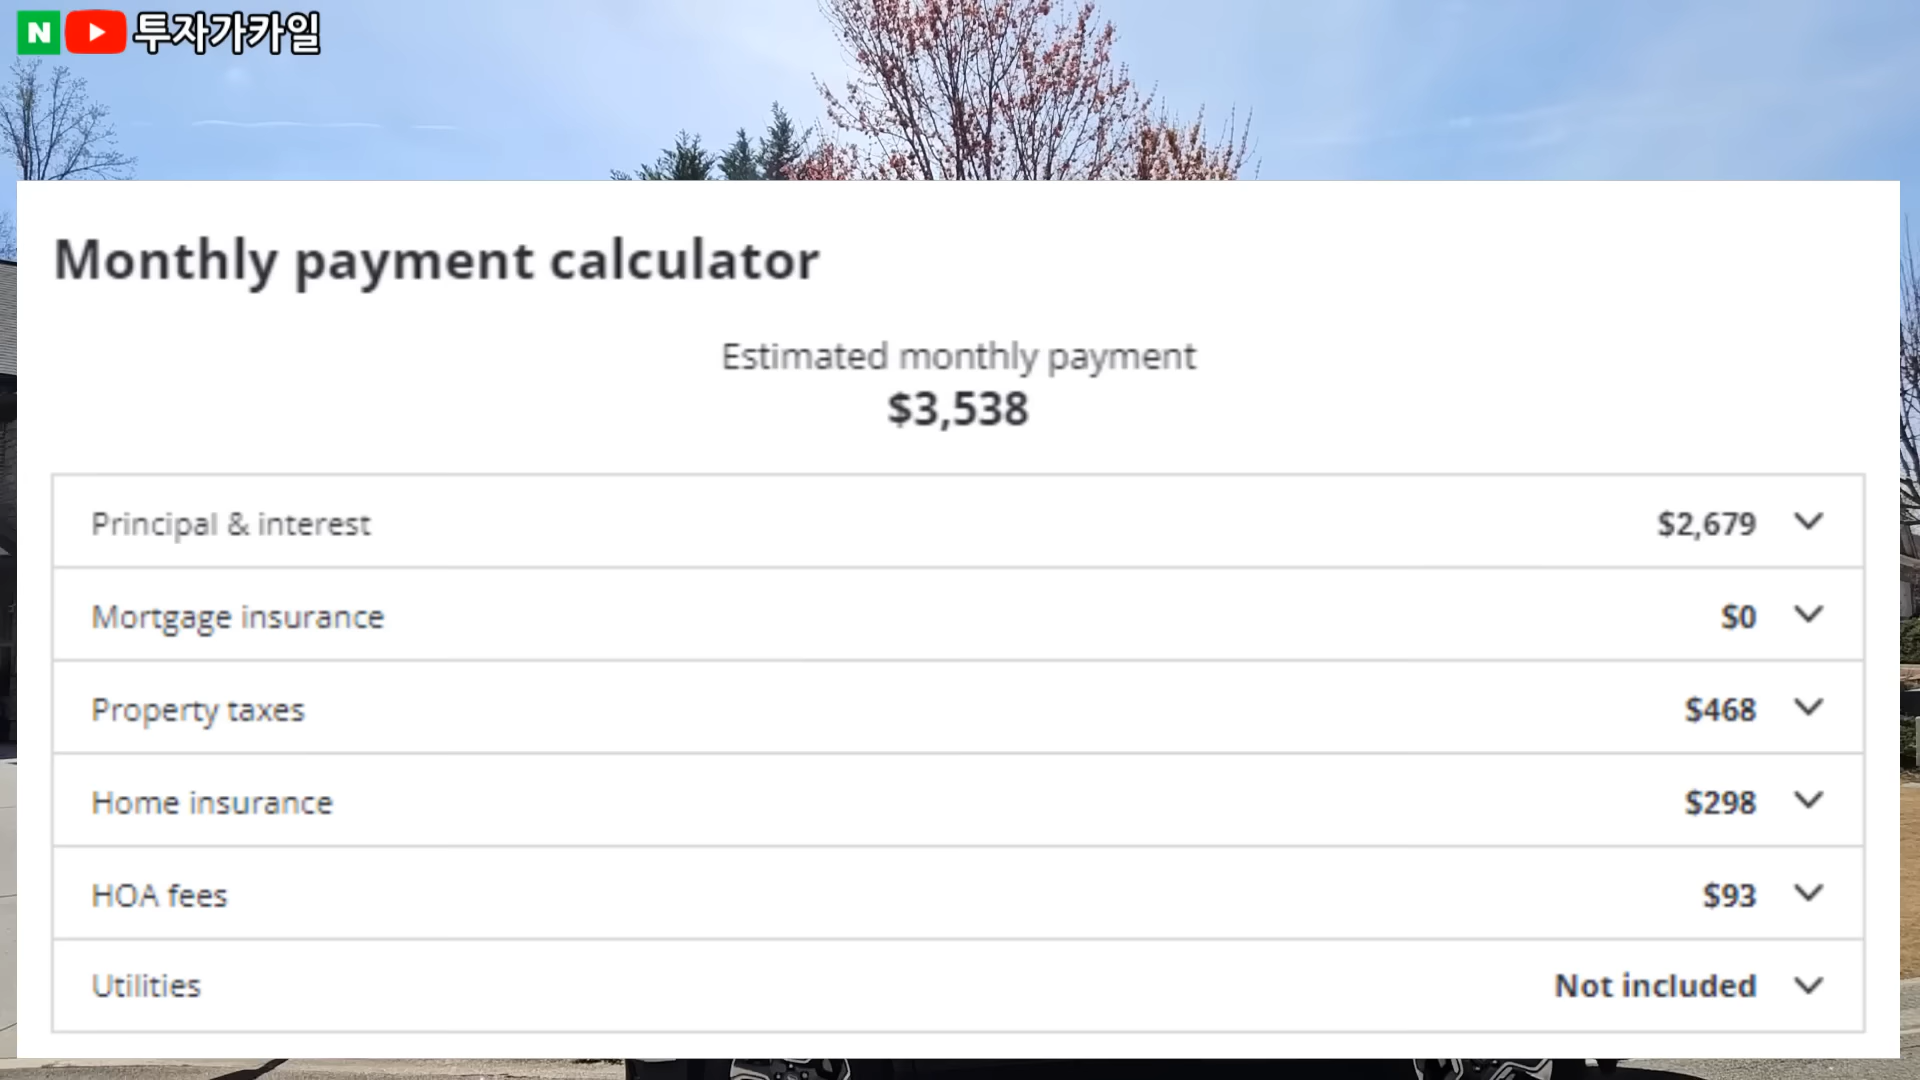 N 투자가카일
Monthly payment calculator
Estimated monthly payment
$3,538
Principal & interest $2,679
Mortgage insurance $0
Property taxes $468
Home insurance $298
HOA fees $93
Utilities Not included